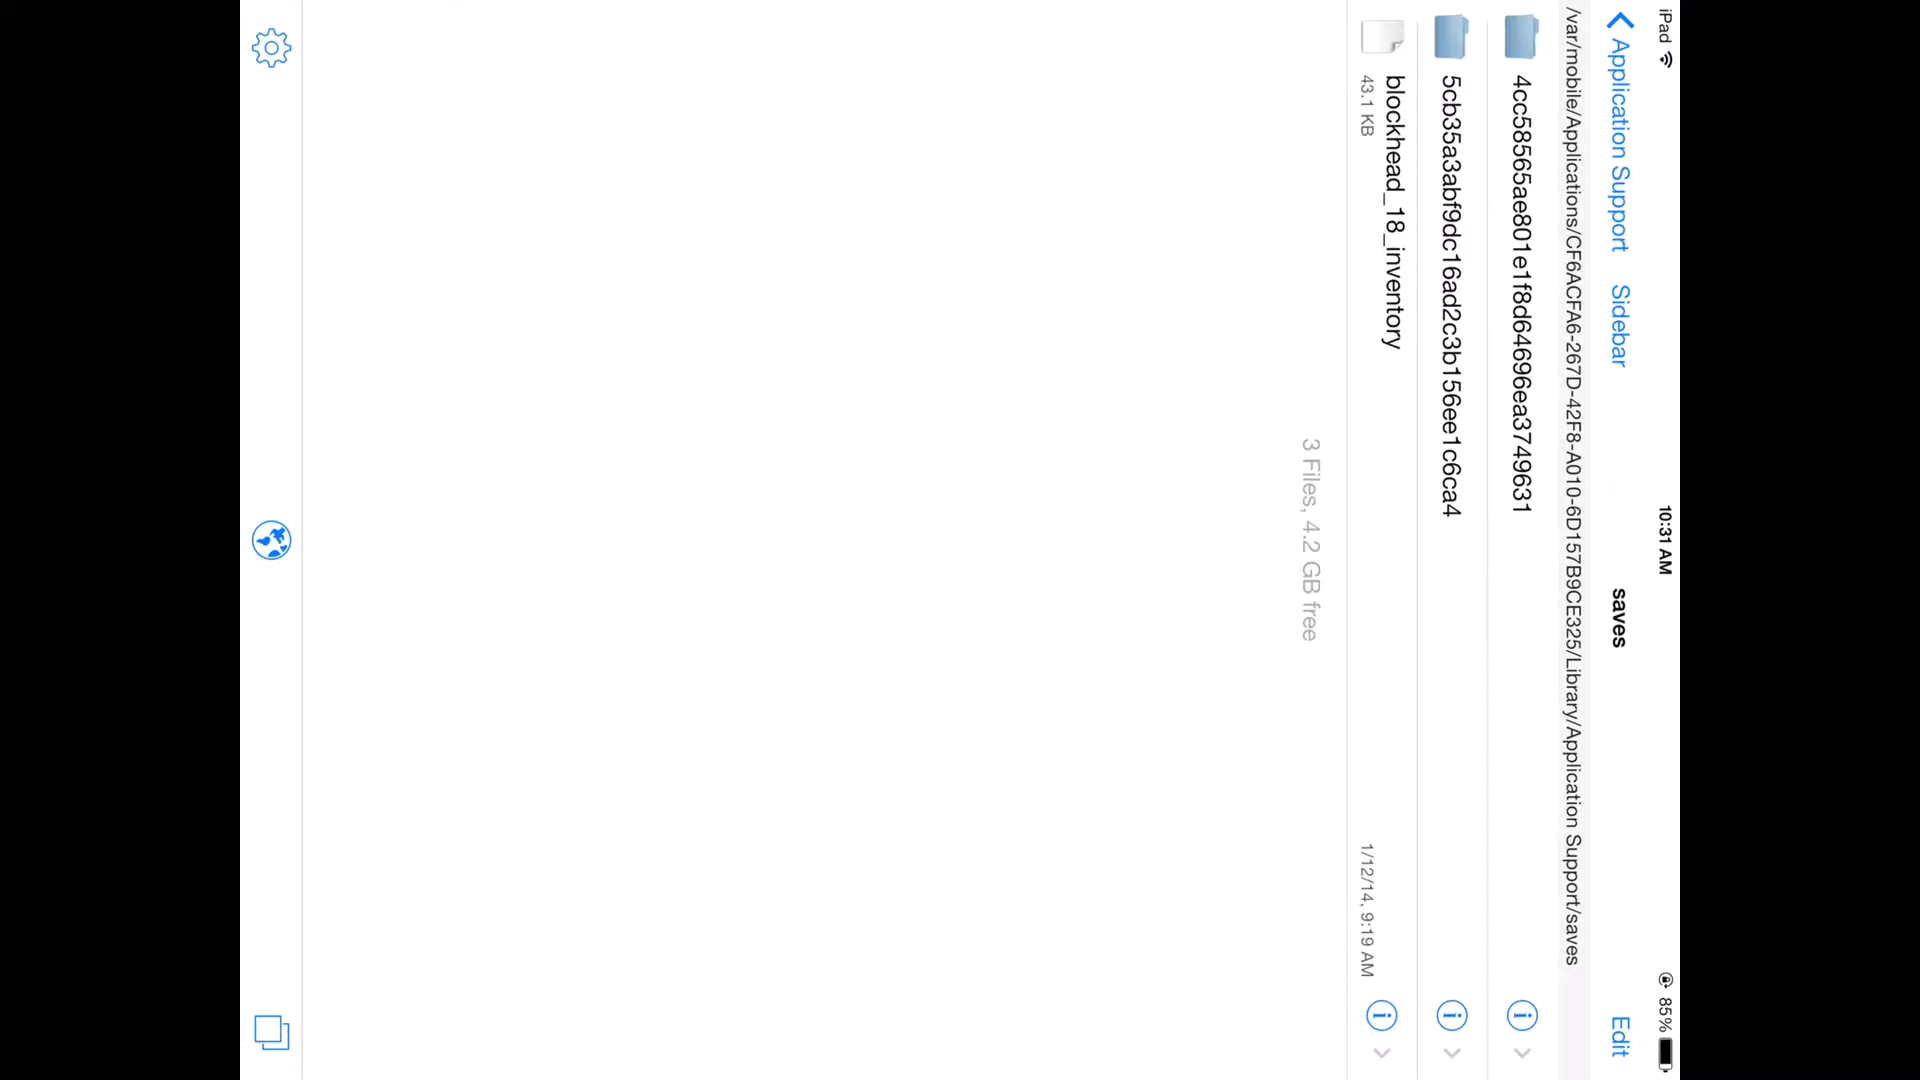 iPad 10:31 AM 85%
Application Support Sidebar saves Edit
/var/mobile/Applications/CF6ACFA6-267D-42F8-A010-6D157B9CE325/Library/Application Support/saves
4cc58565ae801e1f8d64696ea3749631
5cb35a3abf9dc16ad2c3b156ee1c6ca4
blockhead_18_inventory
43.1 KB 1/12/14, 9:19 AM
3 Files, 4.2 GB free